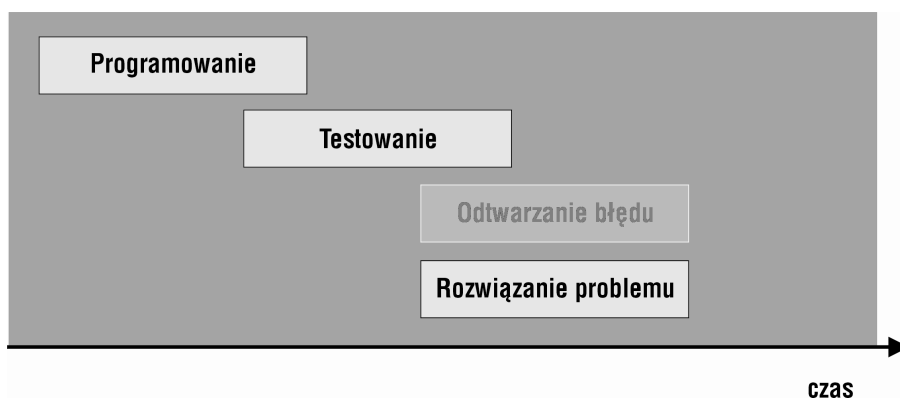 Programowanie
Testowanie
Odtwarzanie błędu
Rozwiązanie problemu
czas